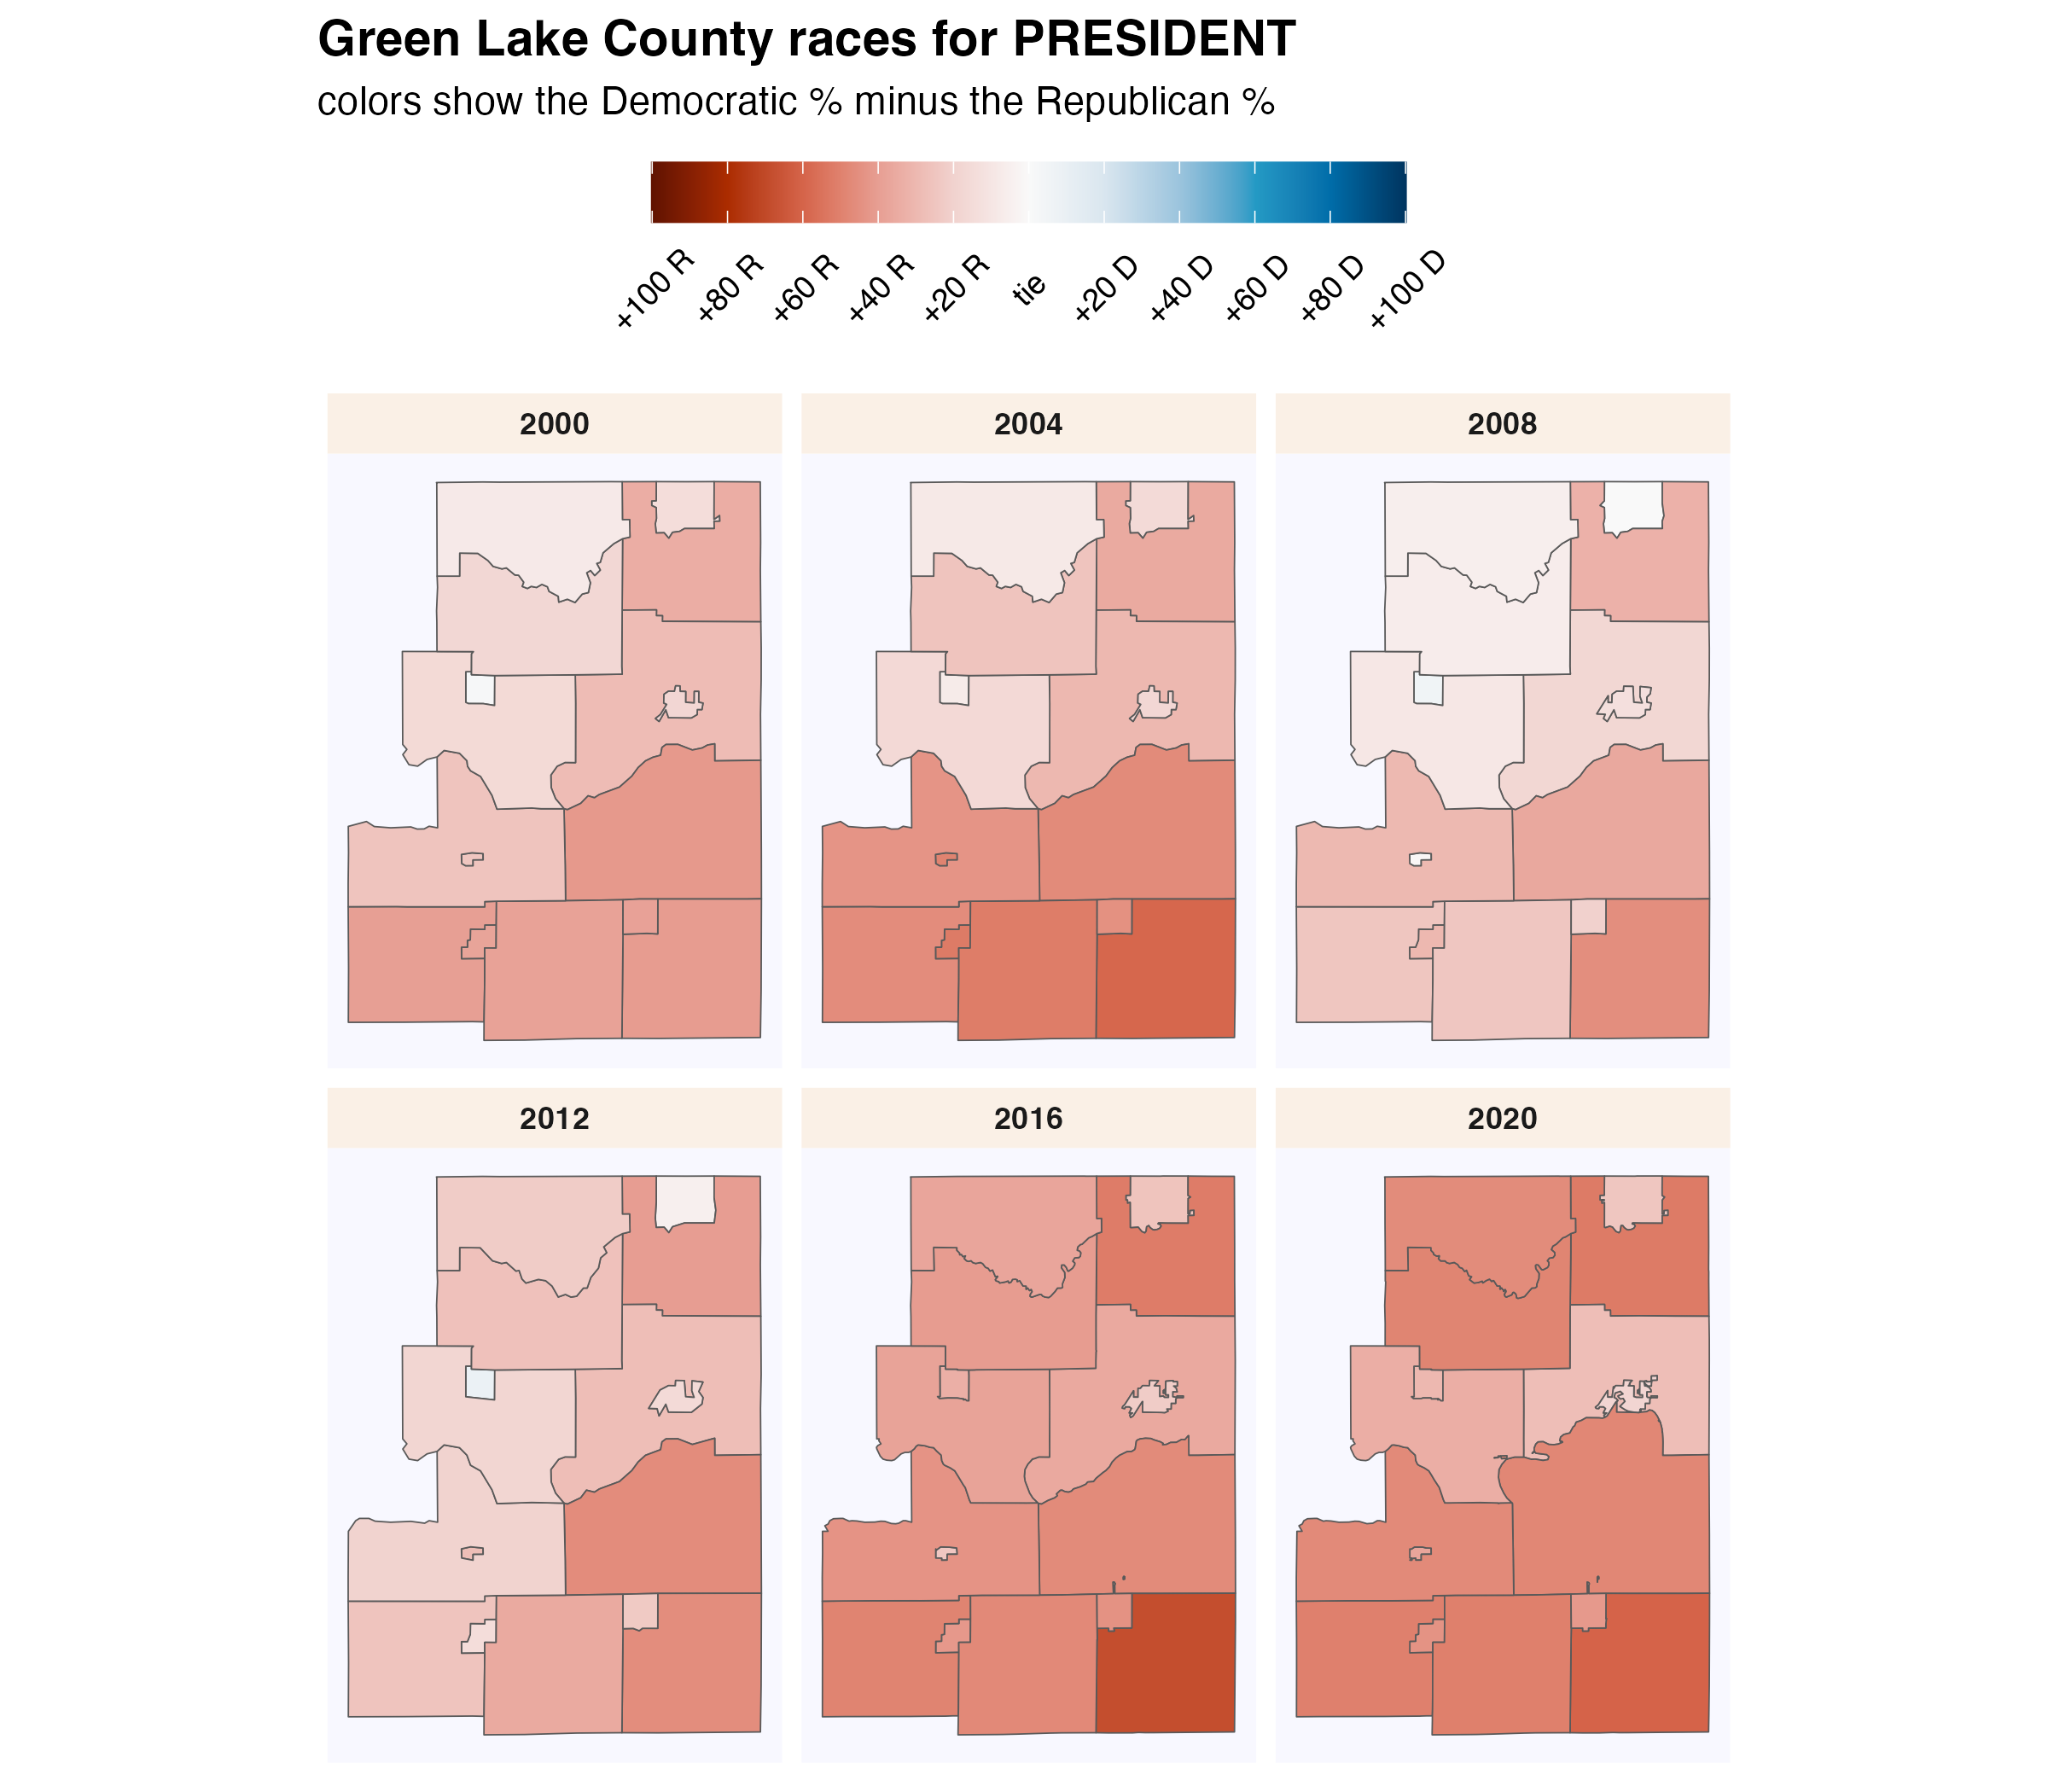 Green Lake County races for PRESIDENT
colors show the Democratic % minus the Republican %
+100 R +80 R +60 R +40 R +20 R tie +20 D +40 D +60 D +80 D +100 D
2000 2004 2008
2012 2016 2020